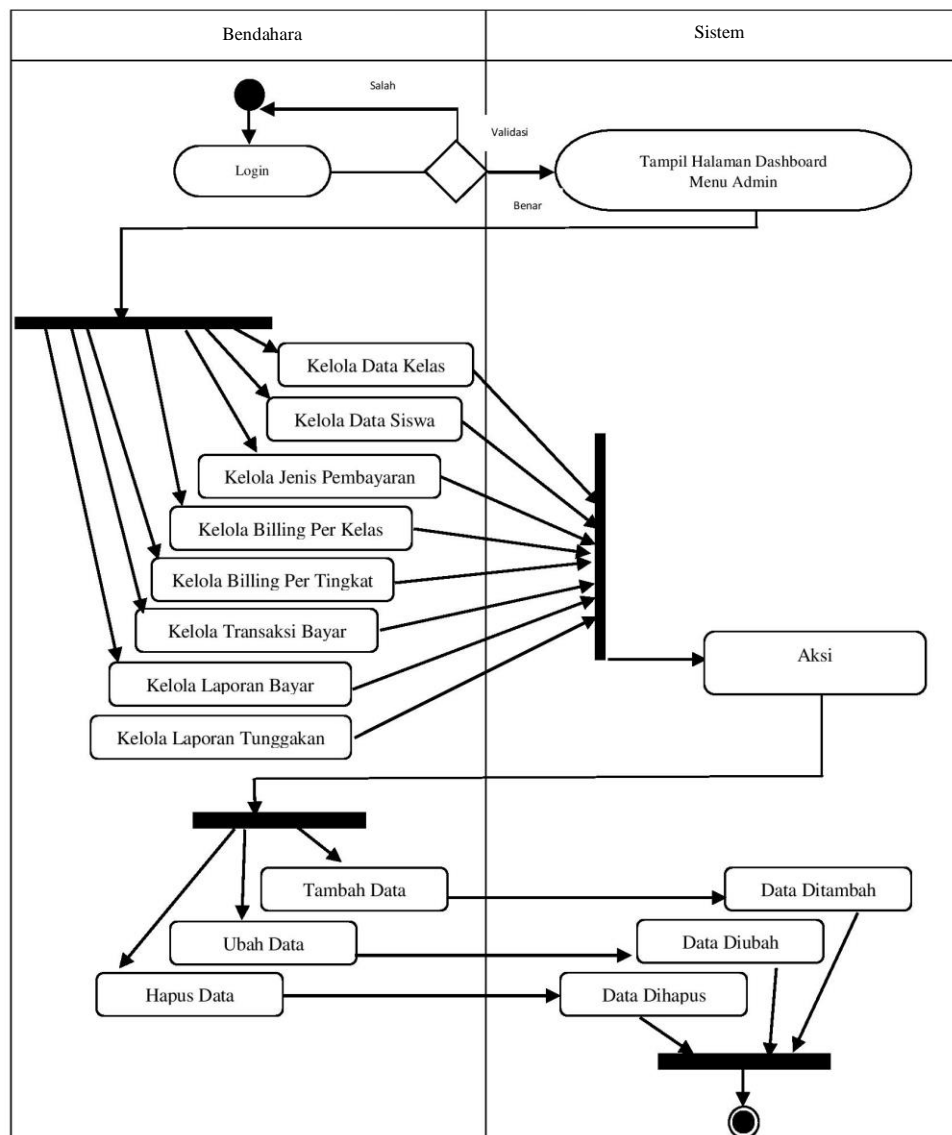 Bendahara
Sistem
Salah
Validasi
Login
Tampil Halaman Dashboard
Menu Admin
Benar
Kelola Data Kelas
Kelola Data Siswa
Kelola Jenis Pembayaran
Kelola Billing Per Kelas
Kelola Billing Per Tingkat
Kelola Transaksi Bayar
Aksi
Kelola Laporan Bayar
Kelola Laporan Tunggakan
Tambah Data
Data Ditambah
Ubah Data
Data Diubah
Hapus Data
Data Dihapus